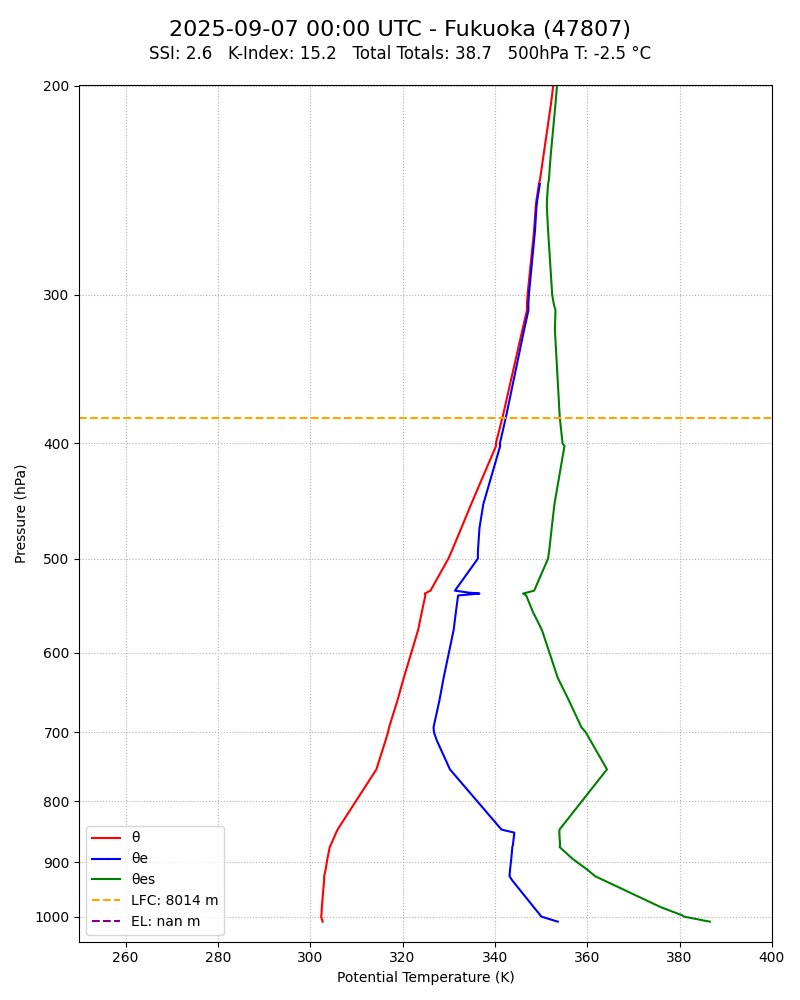 2025-09-07 00:00 UTC - Fukuoka (47807)
SSI: 2.6   K-Index: 15.2   Total Totals: 38.7   500hPa T: -2.5 °C
200
300
400
500
600
700
800
900
1000
Pressure (hPa)
θ
θe
θes
LFC: 8014 m
EL: nan m
260 280 300 320 340 360 380 400
Potential Temperature (K)